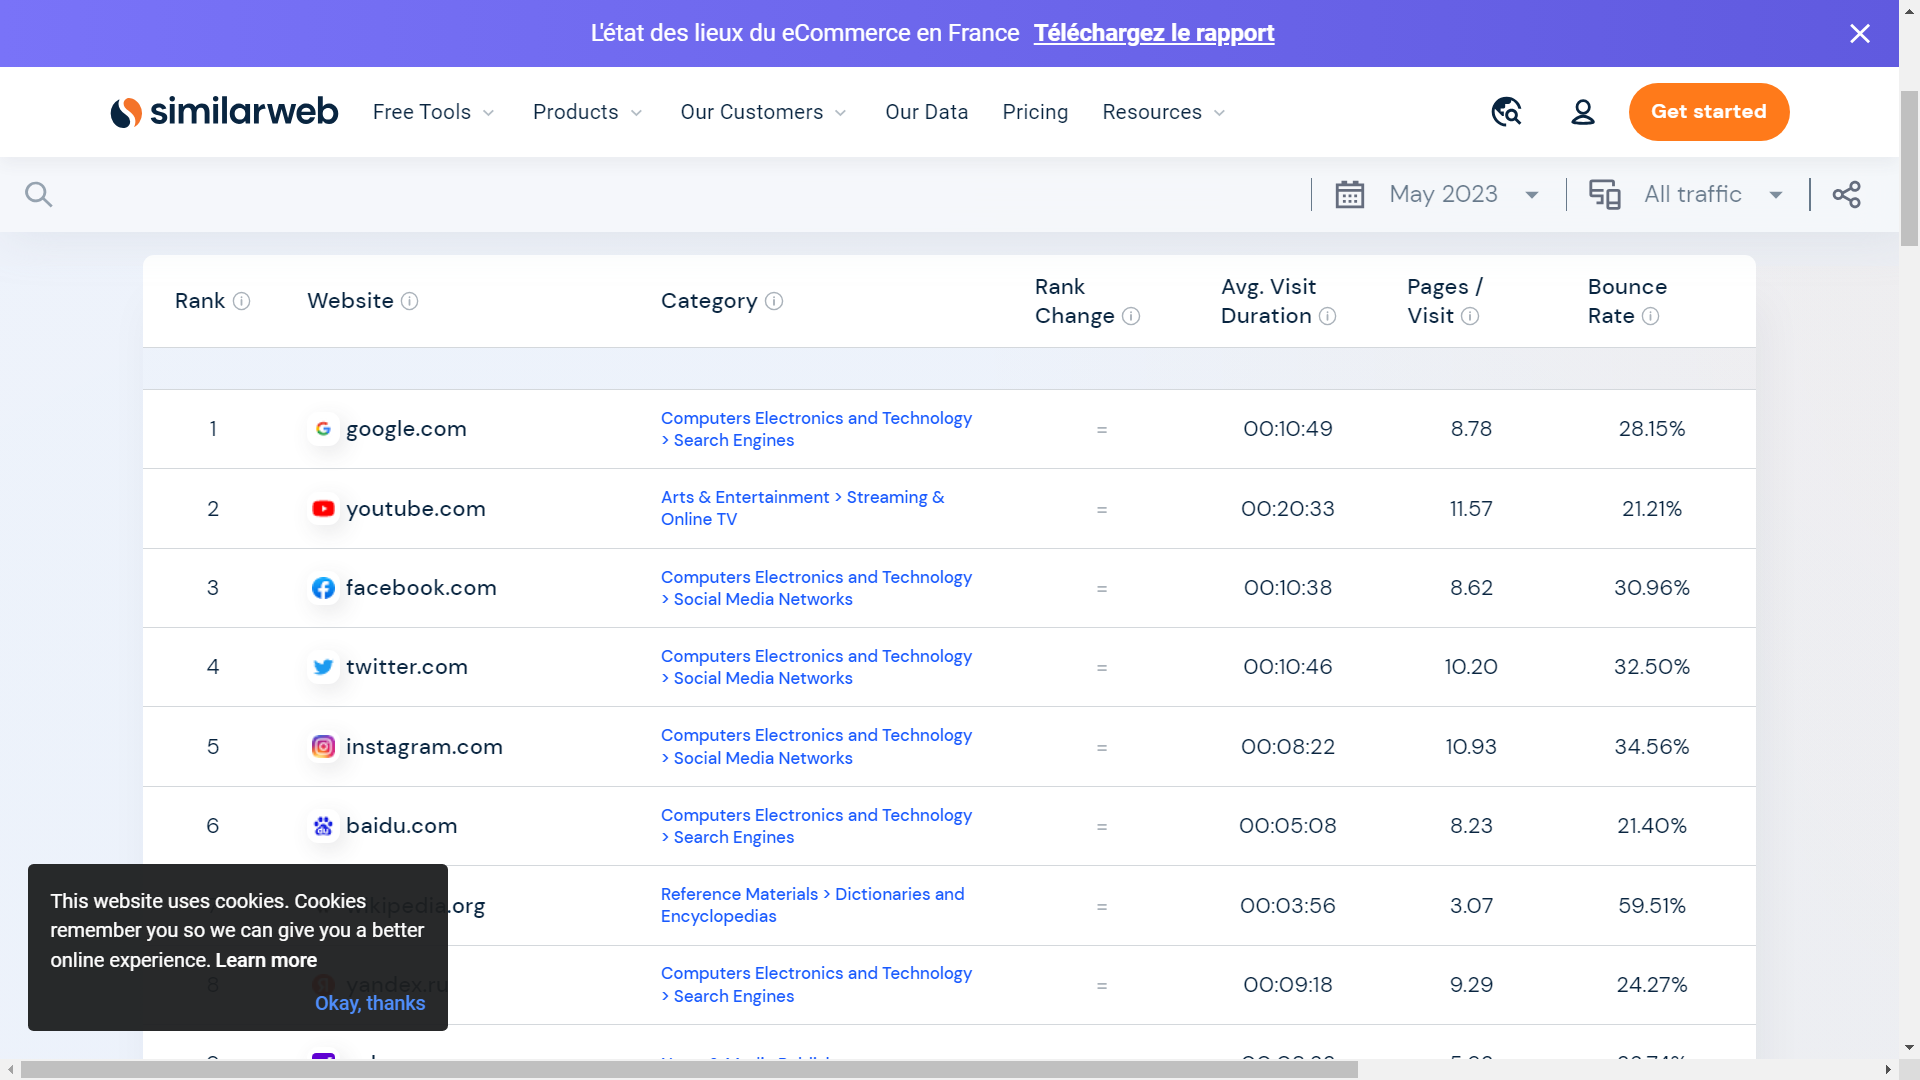 L'état des lieux du eCommerce en France Téléchargez le rapport
similarweb Free Tools Products Our Customers Our Data Pricing Resources Get started
May 2023 All traffic
Rank Website Category Rank Change Avg. Visit Duration Pages / Visit Bounce Rate
1 google.com Computers Electronics and Technology > Search Engines = 00:10:49 8.78 28.15%
2 youtube.com Arts & Entertainment > Streaming & Online TV = 00:20:33 11.57 21.21%
3 facebook.com Computers Electronics and Technology > Social Media Networks = 00:10:38 8.62 30.96%
4 twitter.com Computers Electronics and Technology > Social Media Networks = 00:10:46 10.20 32.50%
5 instagram.com Computers Electronics and Technology > Social Media Networks = 00:08:22 10.93 34.56%
6 baidu.com Computers Electronics and Technology > Search Engines = 00:05:08 8.23 21.40%
wikipedia.org Reference Materials > Dictionaries and Encyclopedias = 00:03:56 3.07 59.51%
8 yandex.ru Computers Electronics and Technology > Search Engines = 00:09:18 9.29 24.27%
This website uses cookies. Cookies
remember you so we can give you a better
online experience. Learn more
Okay, thanks